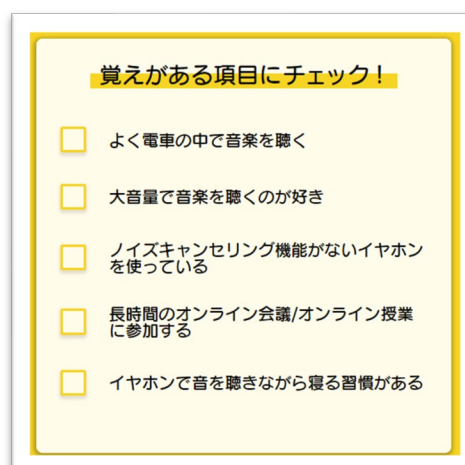 覚えがある項目にチェック！
よく電車の中で音楽を聴く
大音量で音楽を聴くのが好き
ノイズキャンセリング機能がないイヤホン
を使っている
長時間のオンライン会議/オンライン授業
に参加する
イヤホンで音を聴きながら寝る習慣がある